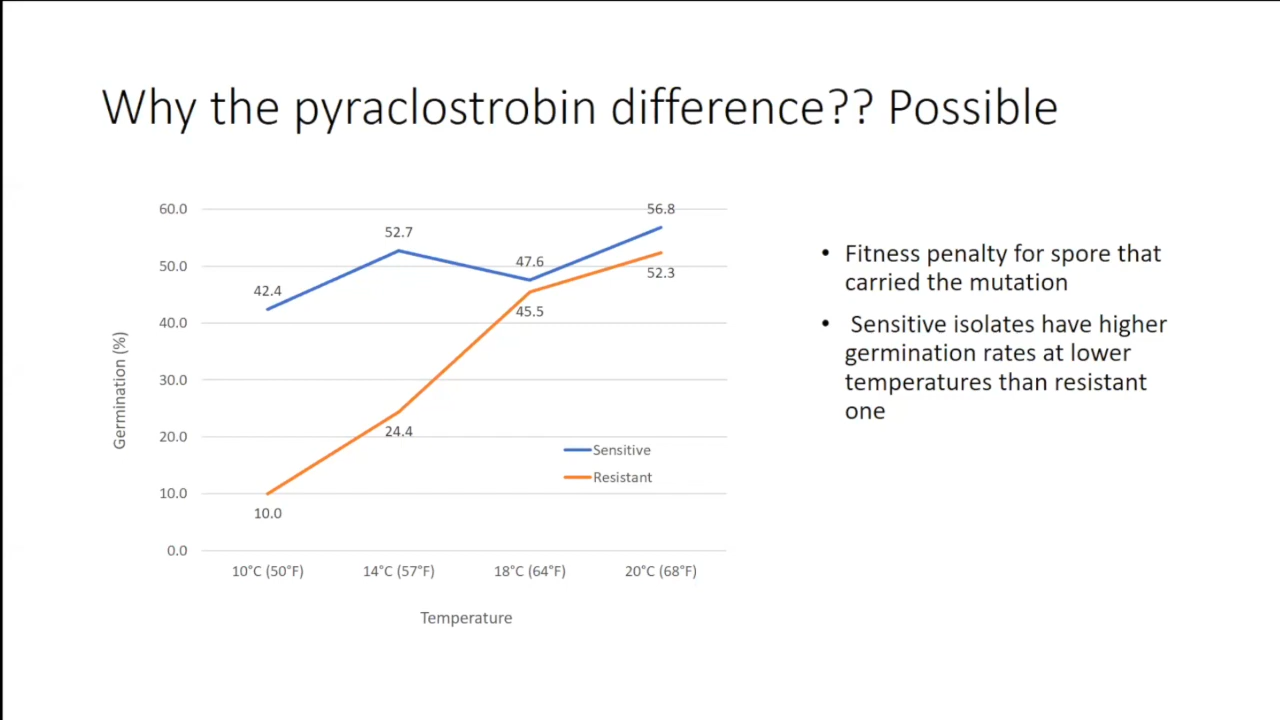 Why the pyraclostrobin difference?? Possible
60.0
50.0
40.0
30.0
20.0
10.0
0.0
Germination (%)
42.4
52.7
47.6
56.8
10.0
24.4
45.5
52.3
Sensitive
Resistant
10°C (50°F)
14°C (57°F)
18°C (64°F)
20°C (68°F)
Temperature
• Fitness penalty for spore that
carried the mutation
• Sensitive isolates have higher
germination rates at lower
temperatures than resistant
one